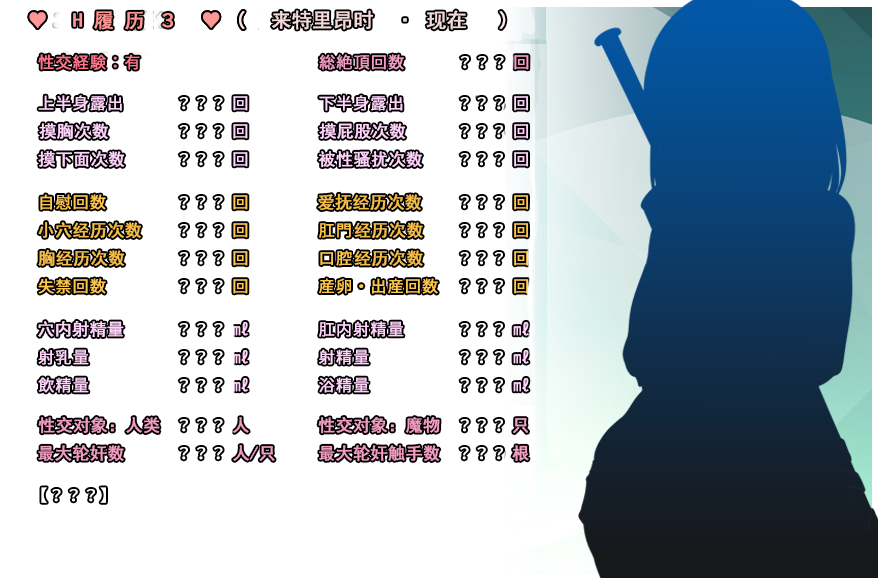 ♥ H 履 历 3 ♥ ( 来特里昂时 · 现在 )
性交経験：有 総絶頂回数 ？？？回
上半身露出 ？？？回 下半身露出 ？？？回
摸胸次数 ？？？回 摸屁股次数 ？？？回
摸下面次数 ？？？回 被性骚扰次数 ？？？回
自慰回数 ？？？回 爱抚经历次数 ？？？回
小穴经历次数 ？？？回 肛門经历次数 ？？？回
胸经历次数 ？？？回 口腔经历次数 ？？？回
失禁回数 ？？？回 産卵・出産回数 ？？？回
穴内射精量 ？？？㎖ 肛内射精量 ？？？㎖
射乳量 ？？？㎖ 射精量 ？？？㎖
飲精量 ？？？㎖ 浴精量 ？？？㎖
性交对象：人类 ？？？人 性交对象：魔物 ？？？只
最大轮奸数 ？？？人/只 最大轮奸触手数 ？？？根
【？？？】